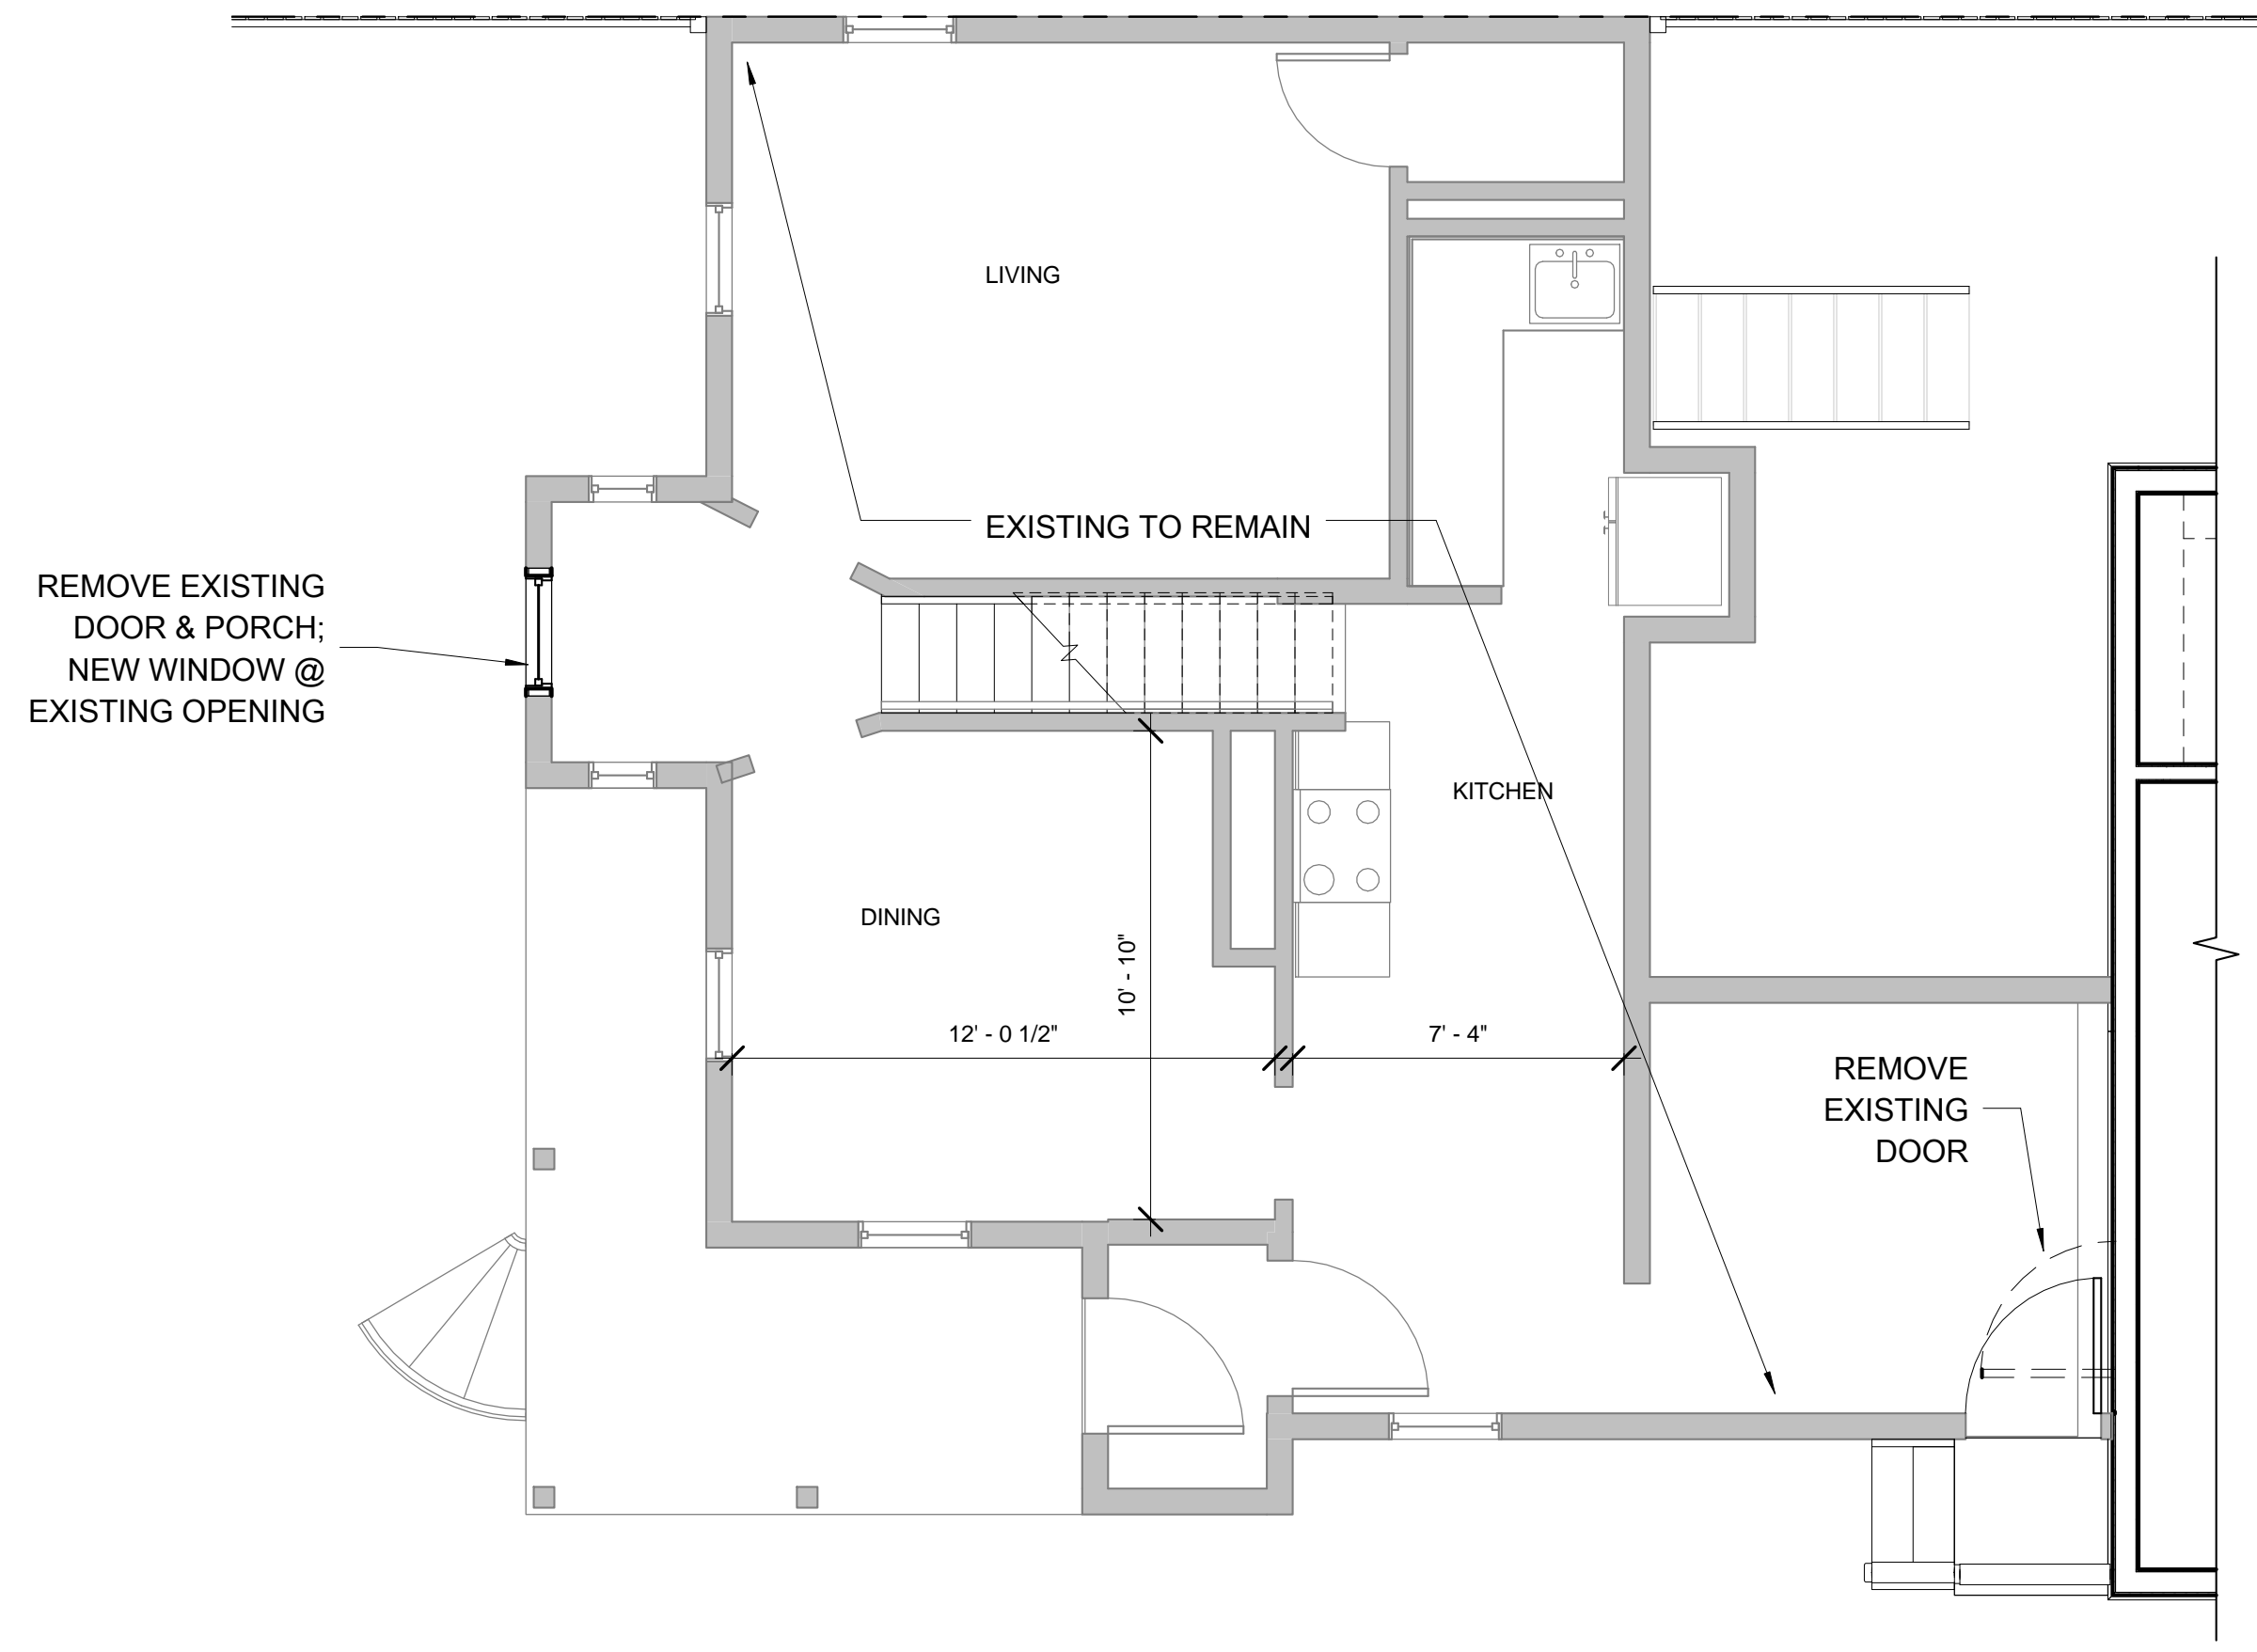 LIVING
EXISTING TO REMAIN
REMOVE EXISTING
DOOR & PORCH;
NEW WINDOW @
EXISTING OPENING
KITCHEN
DINING
10' - 10"
12' - 0 1/2"
7' - 4"
REMOVE
EXISTING
DOOR